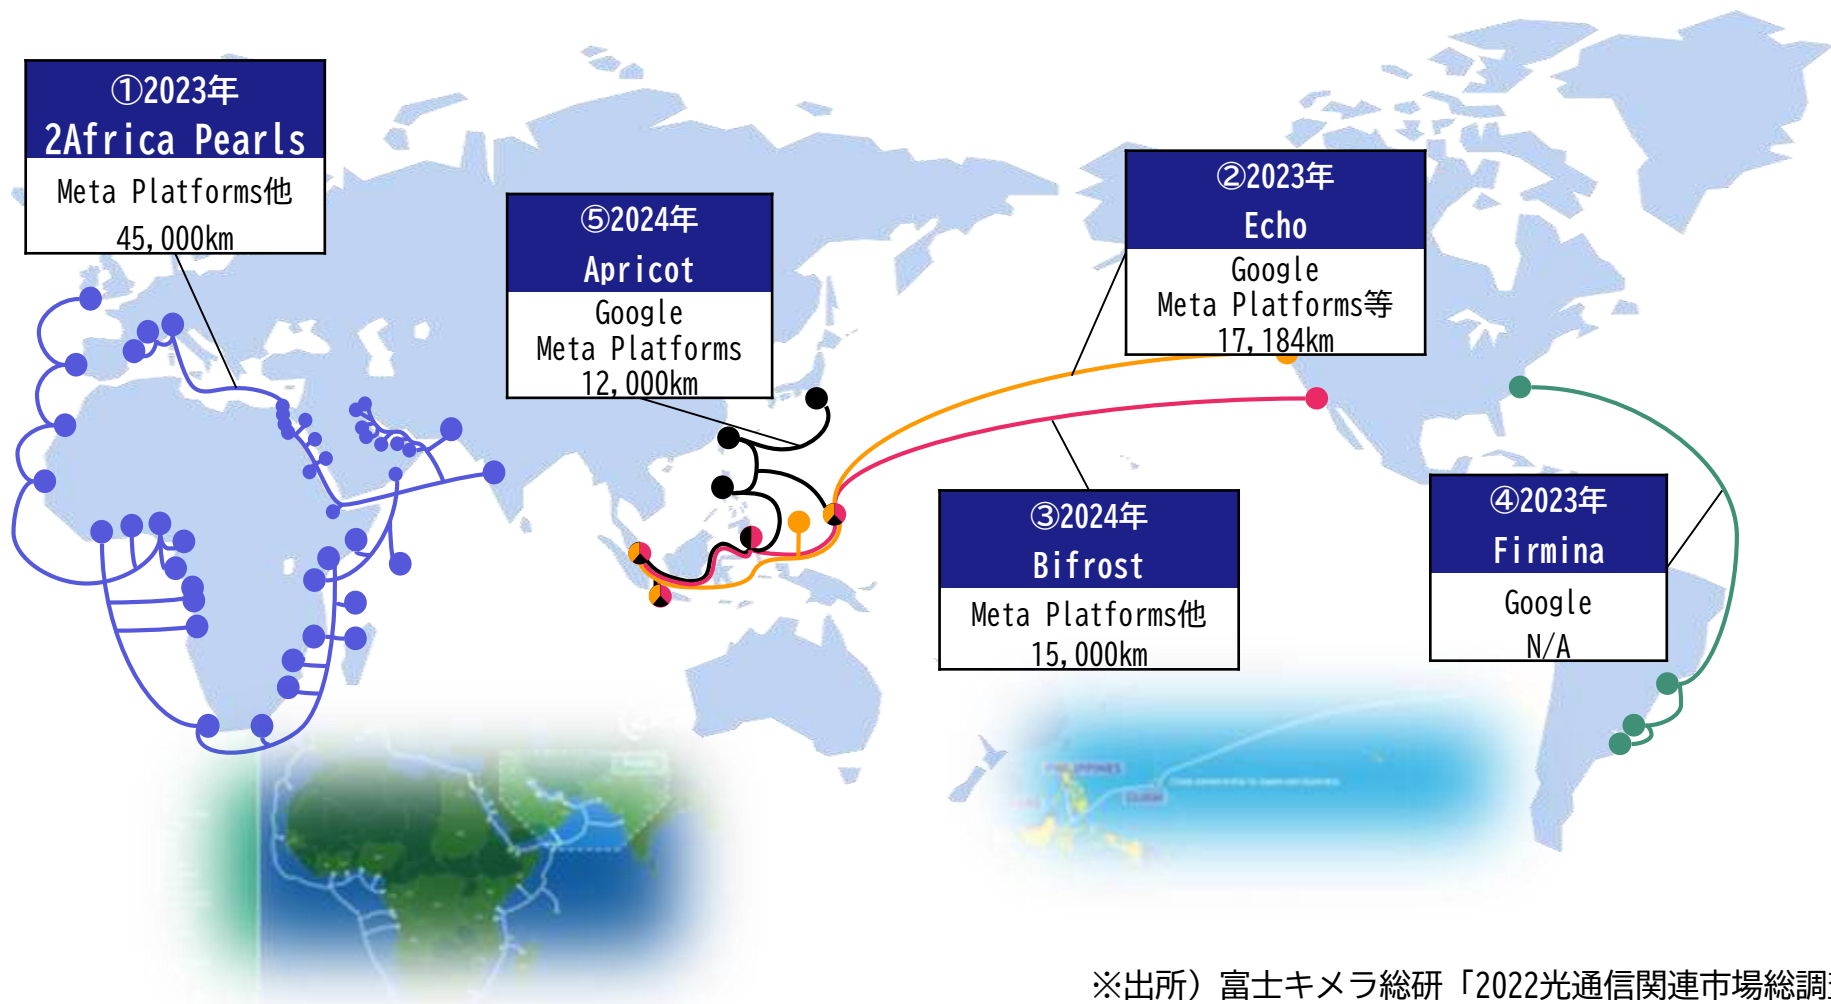 ①2023年
2Africa Pearls
Meta Platforms他
45,000km
⑤2024年
Apricot
Google
Meta Platforms
12,000km
②2023年
Echo
Google
Meta Platforms等
17,184km
③2024年
Bifrost
Meta Platforms他
15,000km
④2023年
Firmina
Google
N/A
PHILIPPINES
※出所）富士キメラ総研「2022光通信関連市場総調